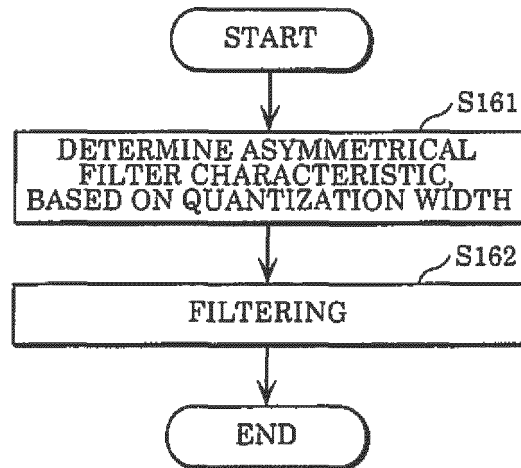 START
S161
DETERMINE ASYMMETRICAL
FILTER CHARACTERISTIC,
BASED ON QUANTIZATION WIDTH
S162
FILTERING
END